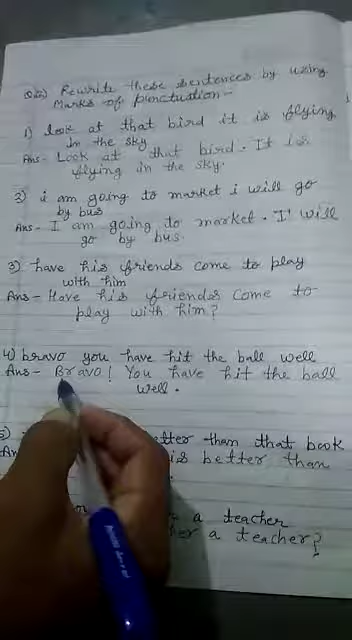 Rewrite these sentences by using
Marks of punctuation-
1) look at that bird it is flying
in the sky
Ans- Look at that bird. It is
flying in the sky.
2) i am going to market i will go
by bus
Ans- I am going to market. I will
go by bus.
3) have his friends come to play
with him
Ans- Have his friends come to
play with him?
4) bravo you have hit the ball well
Ans- Bravo! You have hit the ball
well.
5) better than that book
An is better than
a teacher
a teacher?